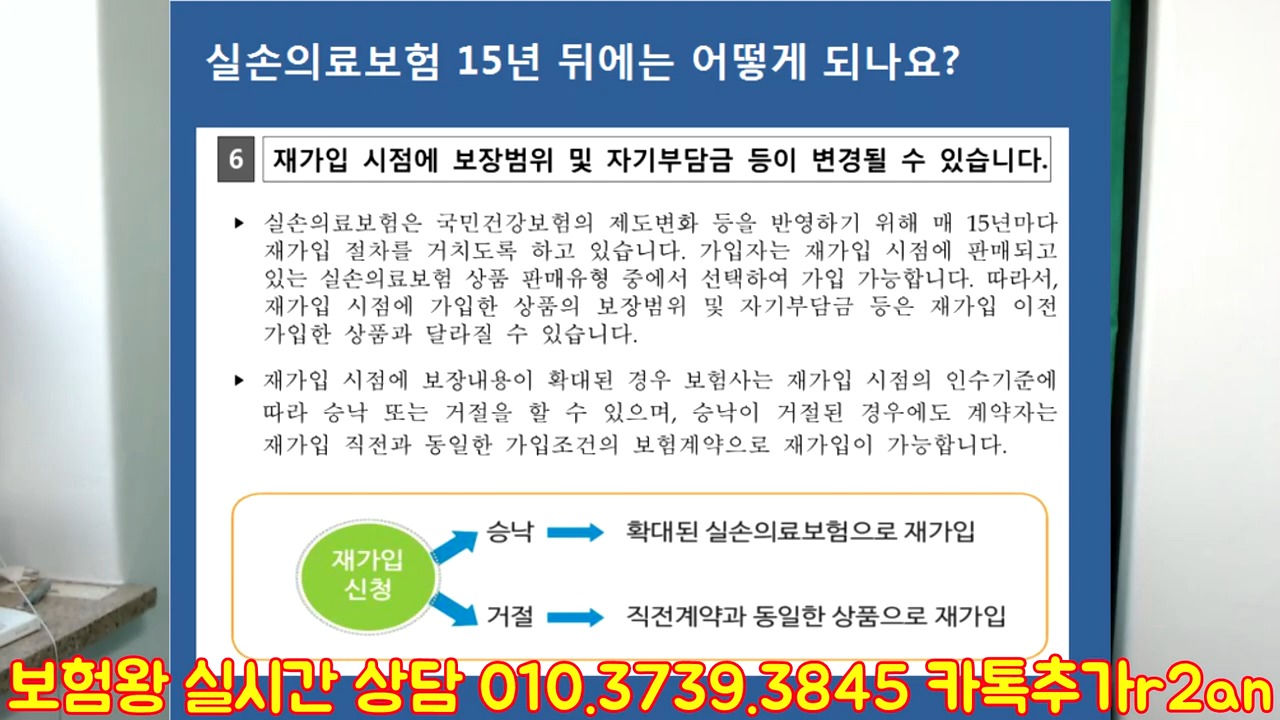 실손의료보험 15년 뒤에는 어떻게 되나요?
6 재가입 시점에 보장범위 및 자기부담금 등이 변경될 수 있습니다.
▶ 실손의료보험은 국민건강보험의 제도변화 등을 반영하기 위해 매 15년마다
재가입 절차를 거치도록 하고 있습니다. 가입자는 재가입 시점에 판매되고
있는 실손의료보험 상품 판매유형 중에서 선택하여 가입 가능합니다. 따라서,
재가입 시점에 가입한 상품의 보장범위 및 자기부담금 등은 재가입 이전
가입한 상품과 달라질 수 있습니다.
▶ 재가입 시점에 보장내용이 확대된 경우 보험사는 재가입 시점의 인수기준에
따라 승낙 또는 거절을 할 수 있으며, 승낙이 거절된 경우에도 계약자는
재가입 직전과 동일한 가입조건의 보험계약으로 재가입이 가능합니다.
재가입
신청
승낙
확대된 실손의료보험으로 재가입
거절
직전계약과 동일한 상품으로 재가입
보험왕 실시간 상담 010.3739.3845 카톡추가r2an